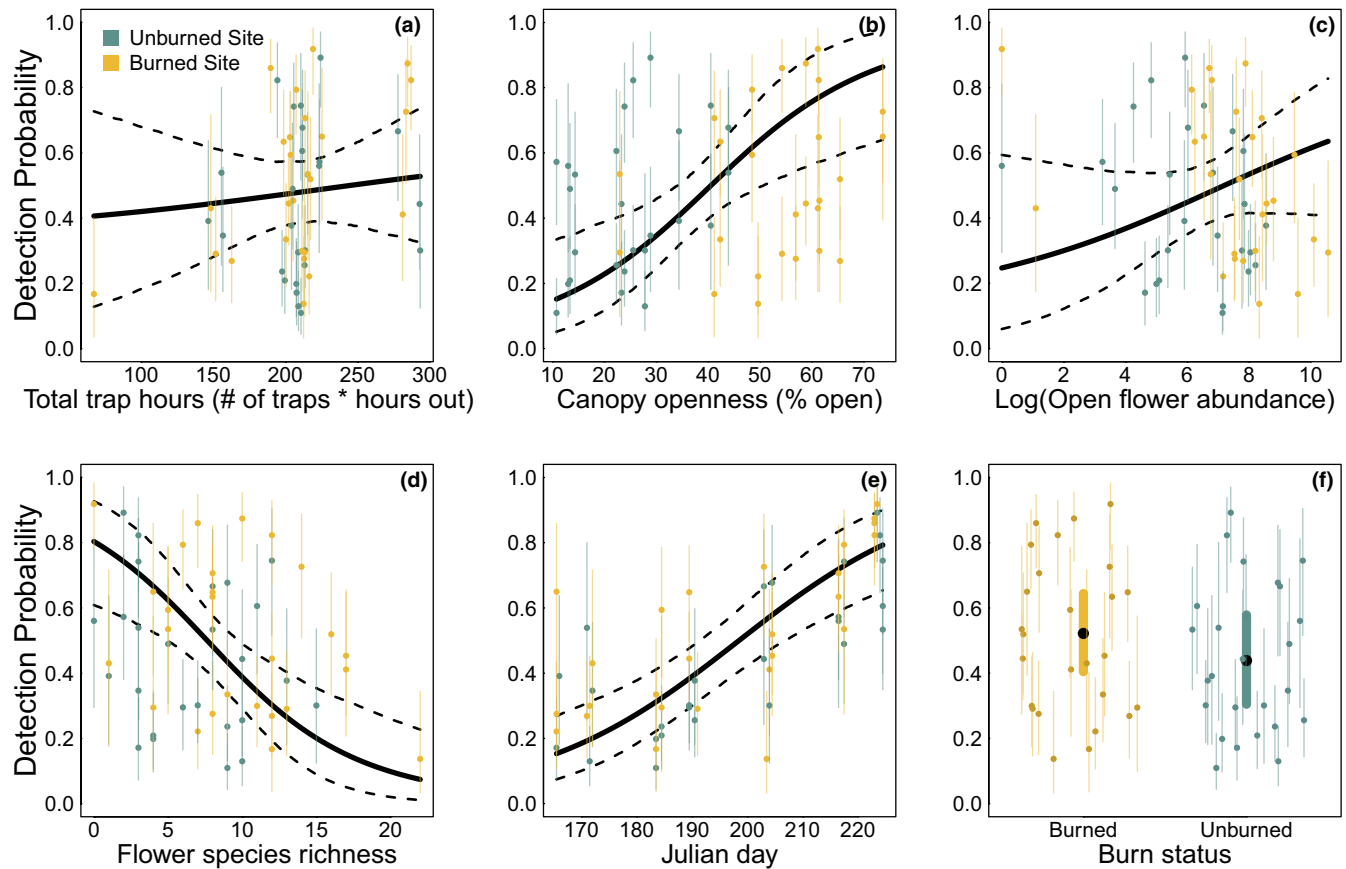 Detection Probability
1.0
0.8
0.6
0.4
0.2
0.0
(a)
Unburned Site
Burned Site
100 150 200 250 300
Total trap hours (# of traps * hours out)
1.0
0.8
0.6
0.4
0.2
0.0
(b)
10 20 30 40 50 60 70
Canopy openness (% open)
1.0
0.8
0.6
0.4
0.2
0.0
(c)
0 2 4 6 8 10
Log(Open flower abundance)
Detection Probability
1.0
0.8
0.6
0.4
0.2
0.0
(d)
0 5 10 15 20
Flower species richness
1.0
0.8
0.6
0.4
0.2
0.0
(e)
170 180 190 200 210 220
Julian day
1.0
0.8
0.6
0.4
0.2
0.0
(f)
Burned Unburned
Burn status